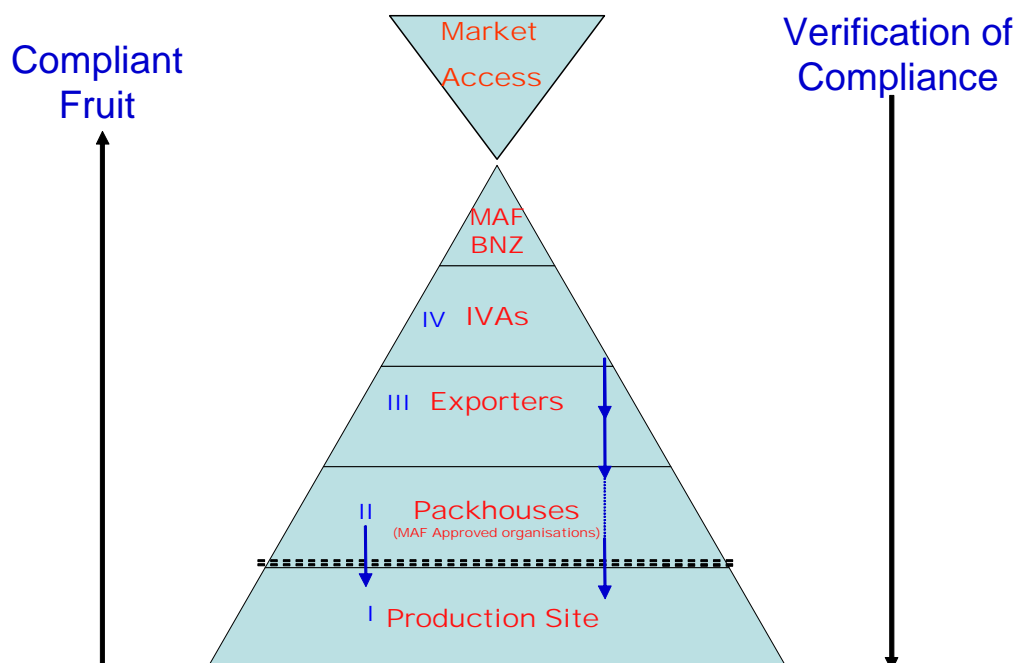 Market
Access
Compliant
Fruit
Verification of
Compliance
MAF
BNZ
IV IVAs
III Exporters
II Packhouses
(MAF Approved organisations)
I Production Site